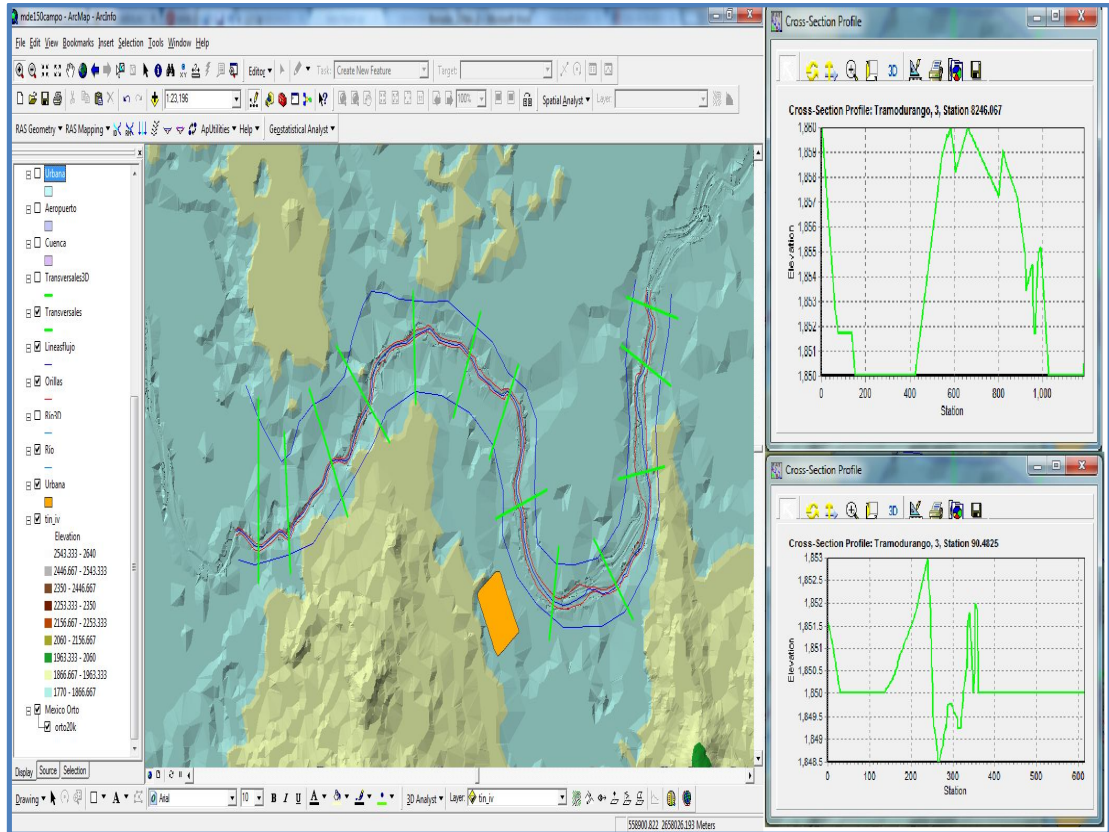 mde150campo - ArcMap - ArcInfo
File Edit View Bookmarks Insert Selection Tools Window Help
Editor Task: Create New Feature Target:
1:23,196 100% Spatial Analyst Layer:
RAS Geometry RAS Mapping ApUtilities Help Geostatistical Analyst
Urbana
Aeropuerto
Cuenca
Transversales3D
Transversales
Lineasflujo
Orillas
Rio3D
Rio
Urbana
tin_iv
Elevation
2543.333 - 2640
2446.667 - 2543.333
2350 - 2446.667
2253.333 - 2350
2156.667 - 2253.333
2060 - 2156.667
1963.333 - 2060
1866.667 - 1963.333
1770 - 1866.667
Mexico Orto
orto20k
Display Source Selection
Drawing A Arial 10 B I U A 3D Analyst Layer: tin_iv
558900.822 2658026.193 Meters
Cross-Section Profile
3D
Cross-Section Profile: Tramodurango, 3, Station 8246.067
1,860
1,859
1,858
1,857
1,856
1,855
1,854
1,853
1,852
1,851
1,850
Elevation
0 200 400 600 800 1,000
Station
Cross-Section Profile
3D
Cross-Section Profile: Tramodurango, 3, Station 90.4825
1,853
1,852.5
1,852
1,851.5
1,851
1,850.5
1,850
1,849.5
1,849
1,848.5
Elevation
0 100 200 300 400 500 600
Station